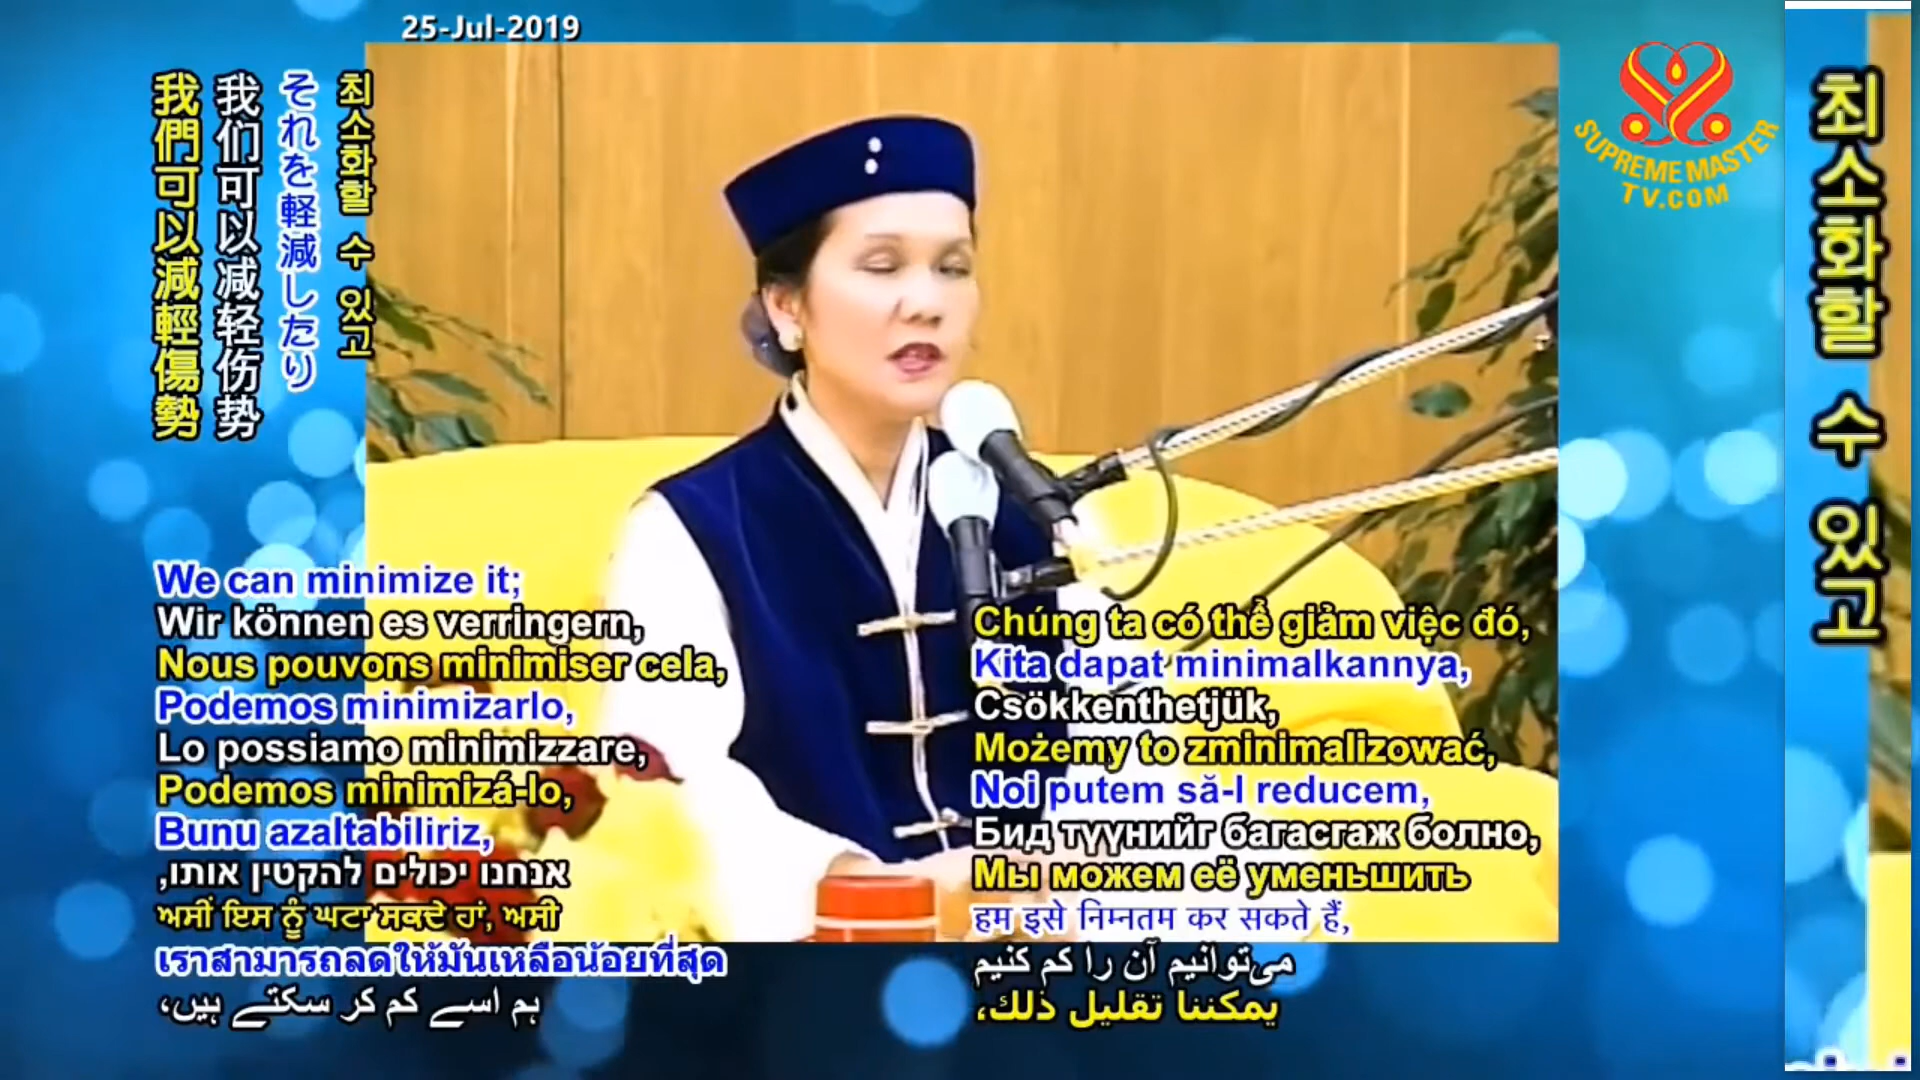 25-Jul-2019
SUPREME MASTER
TV.COM
최소화할 수 있고
それを軽減したり
我们可以减轻伤势
我們可以減輕傷勢
We can minimize it;
Wir können es verringern,
Nous pouvons minimiser cela,
Podemos minimizarlo,
Lo possiamo minimizzare,
Podemos minimizá-lo,
Bunu azaltabiliriz,
אנחנו יכולים להקטין אותו,
ਅਸੀਂ ਇਸ ਨੂੰ ਘਟਾ ਸਕਦੇ ਹਾਂ, ਅਸੀ
เราสามารถลดให้มันเหลือน้อยที่สุด
ہم اسے کم کر سکتے ہیں،
Chúng ta có thể giảm việc đó,
Kita dapat minimalkannya,
Csökkenthetjük,
Możemy to zminimalizować,
Noi putem să-l reducem,
Бид түүнийг багасгаж болно,
Мы можем её уменьшить
हम इसे निम्नतम कर सकते हैं,
می‌توانیم آن را کم کنیم
يمكننا تقليل ذلك،
최소화할 수 있고